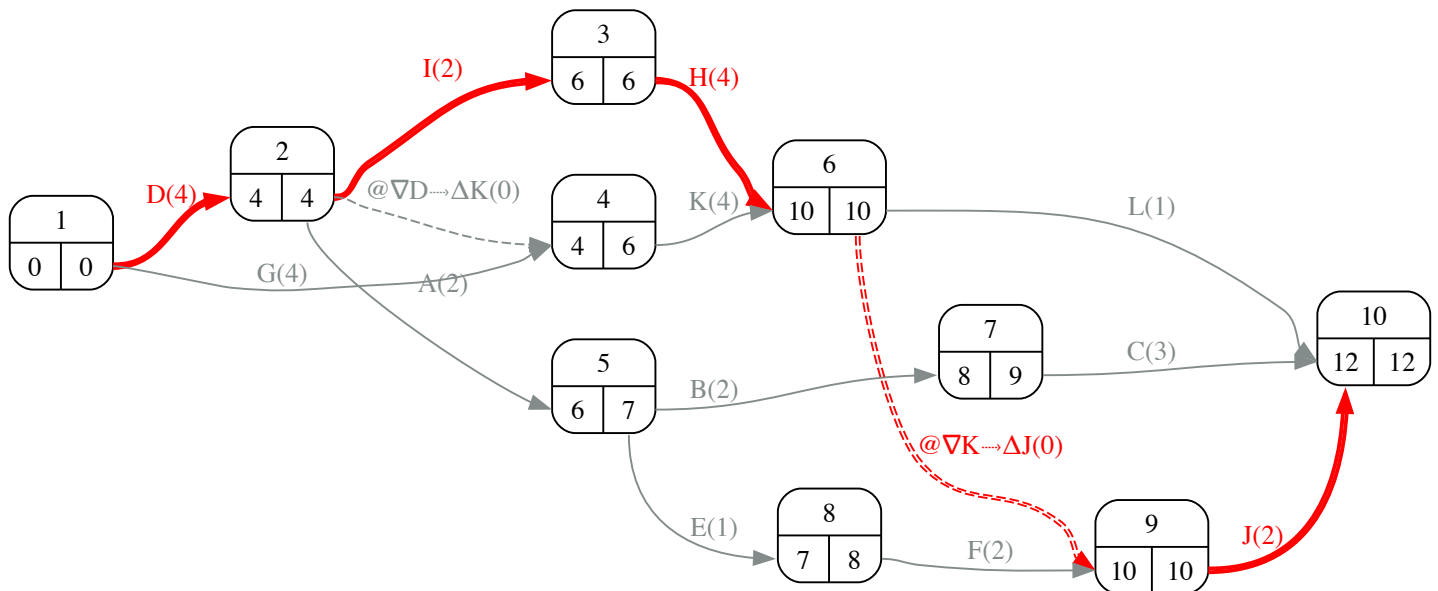 3
6 6
I(2)
H(4)
2
4 4
D(4)
@∇D⤑ΔK(0)
4
4 6
K(4)
6
10 10
L(1)
1
0 0
G(4)
A(2)
5
6 7
B(2)
7
8 9
C(3)
10
12 12
@∇K⤑ΔJ(0)
E(1)
8
7 8
F(2)
9
10 10
J(2)